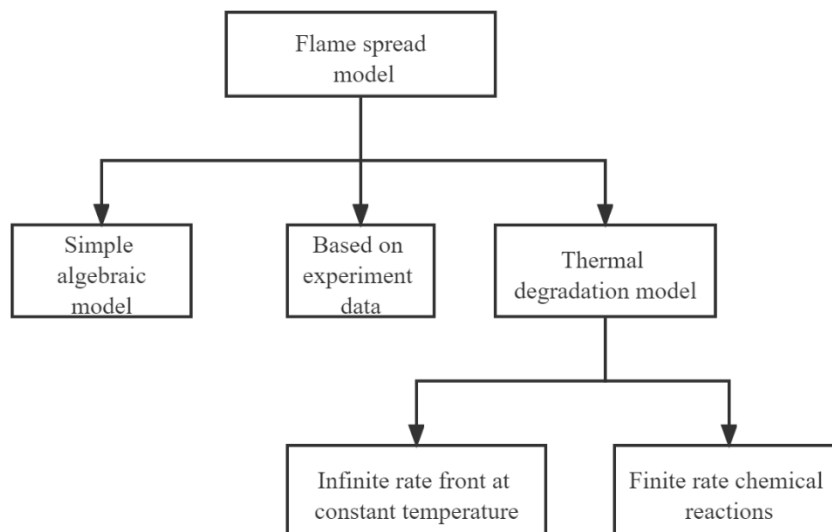 Flame spread
model
Simple
algebraic
model
Based on
experiment
data
Thermal
degradation model
Infinite rate front at
constant temperature
Finite rate chemical
reactions